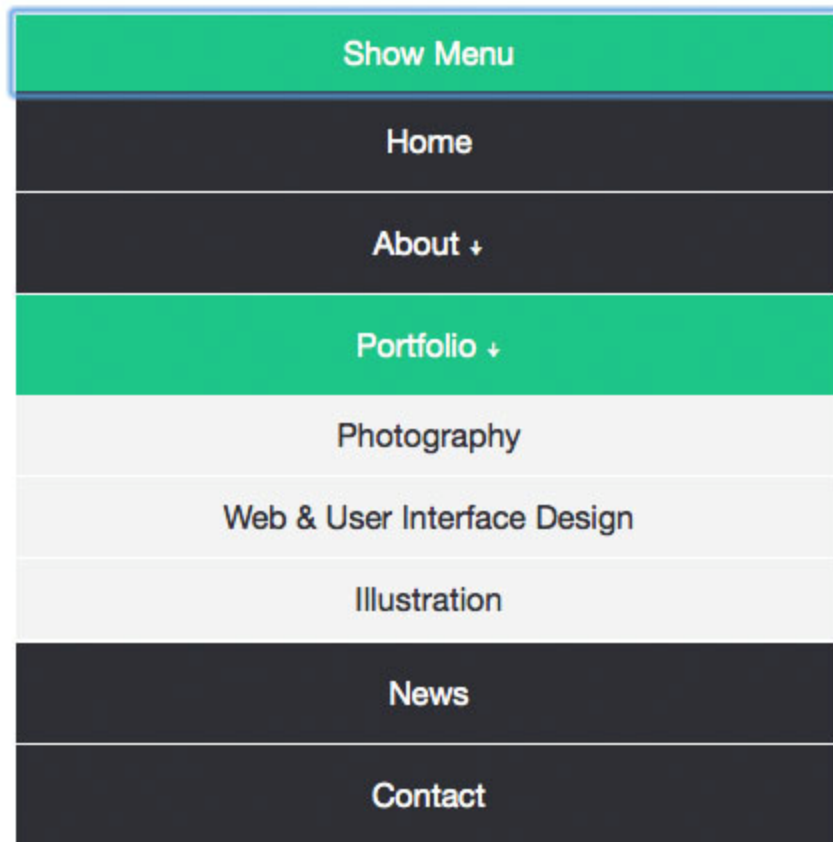 Show Menu
Home
About ↓
Portfolio ↓
Photography
Web & User Interface Design
Illustration
News
Contact